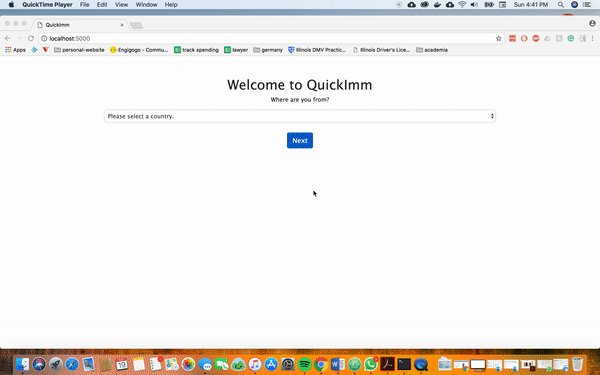 QuickTime Player File Edit View Window Help Sun 4:41 PM
QuickImm
localhost:5000
Apps personal-website Engigogo - Commu... track spending lawyer germany Illinois DMV Practic... Illinois Driver's Lice... academia
Welcome to QuickImm
Where are you from?
Please select a country.
Next
19